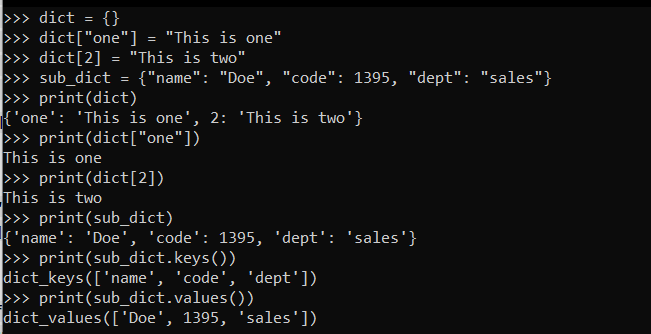 >>> dict = {}
>>> dict["one"] = "This is one"
>>> dict[2] = "This is two"
>>> sub_dict = {"name": "Doe", "code": 1395, "dept": "sales"}
>>> print(dict)
{'one': 'This is one', 2: 'This is two'}
>>> print(dict["one"])
This is one
>>> print(dict[2])
This is two
>>> print(sub_dict)
{'name': 'Doe', 'code': 1395, 'dept': 'sales'}
>>> print(sub_dict.keys())
dict_keys(['name', 'code', 'dept'])
>>> print(sub_dict.values())
dict_values(['Doe', 1395, 'sales'])